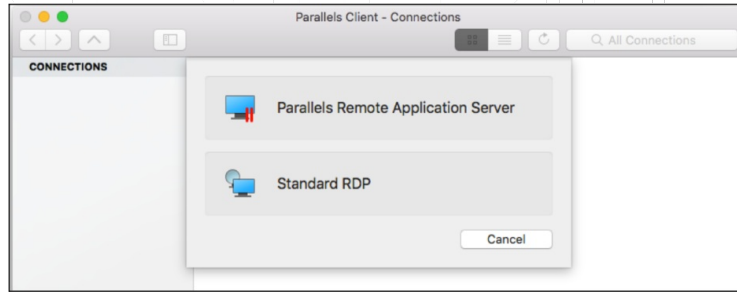 Parallels Client - Connections
All Connections
CONNECTIONS
Parallels Remote Application Server
Standard RDP
Cancel